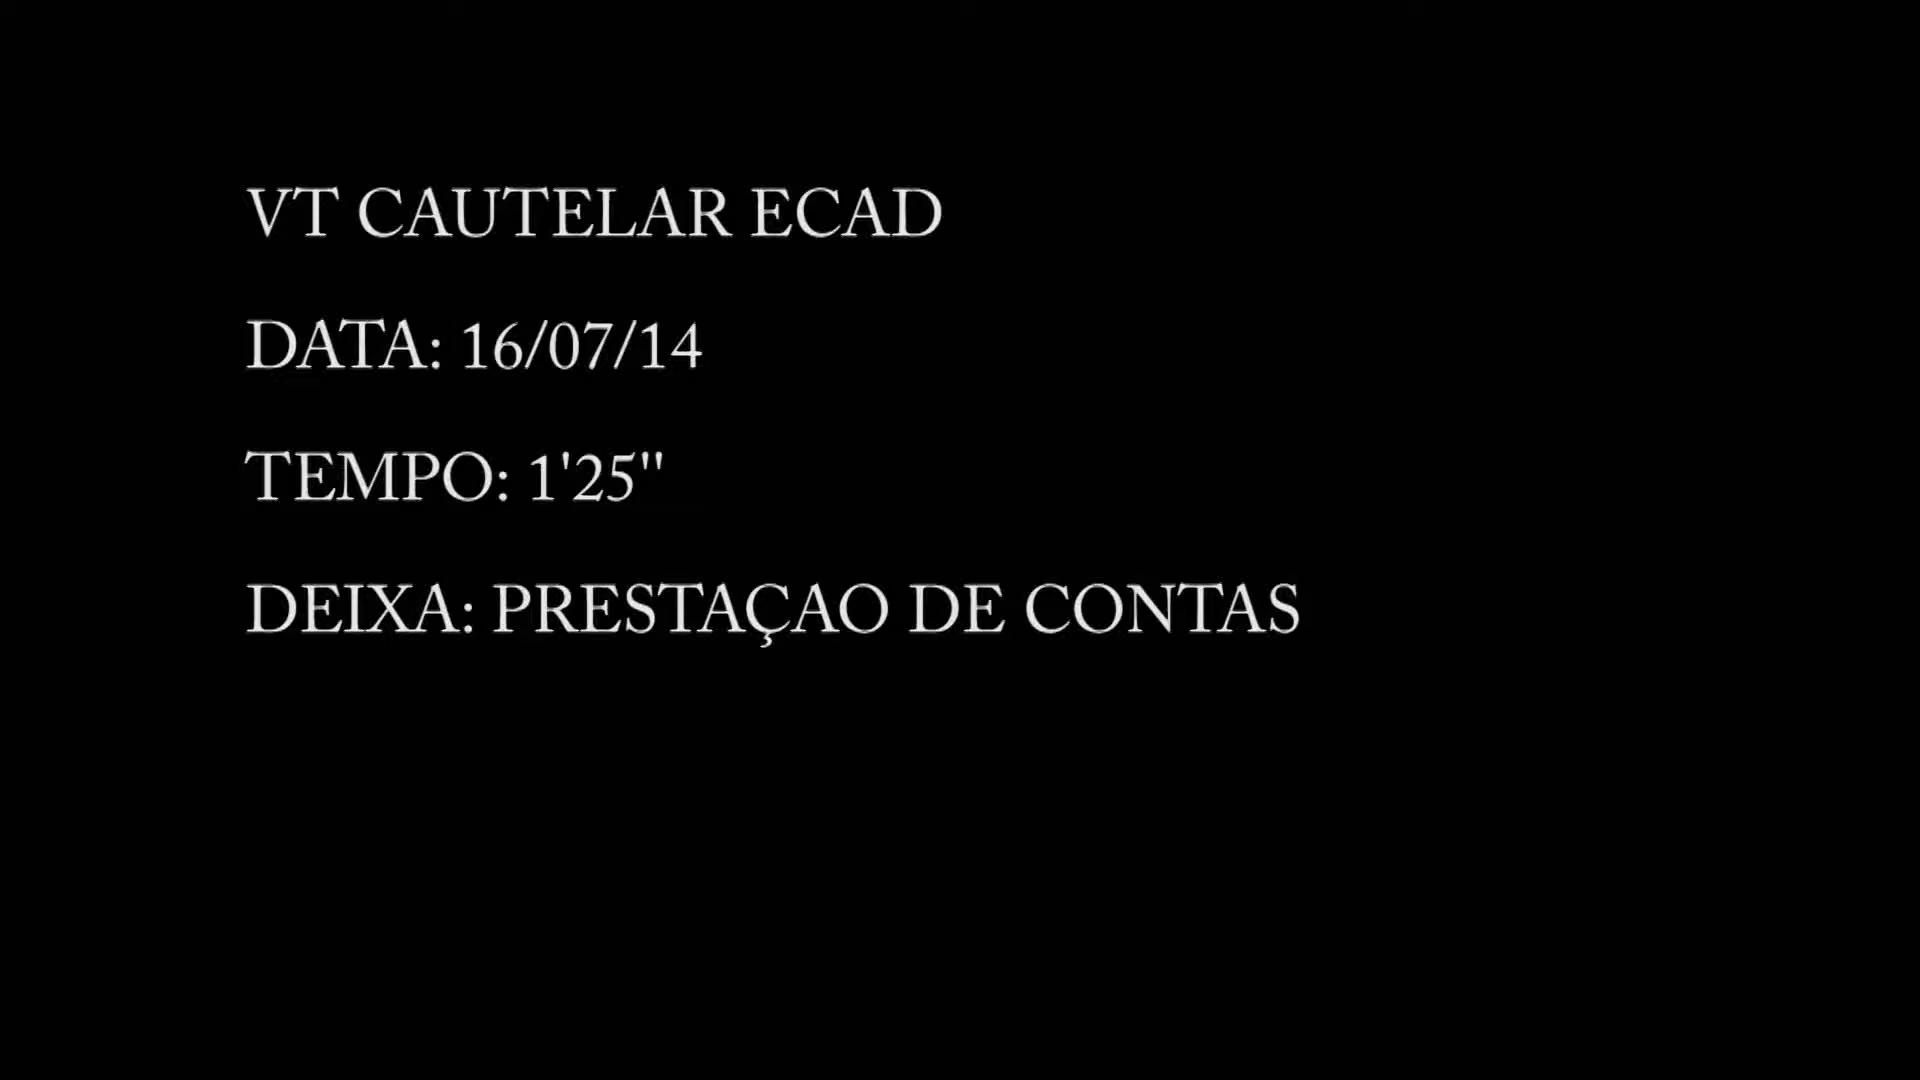 VT CAUTELAR ECAD
DATA: 16/07/14
TEMPO: 1'25"
DEIXA: PRESTAÇAO DE CONTAS